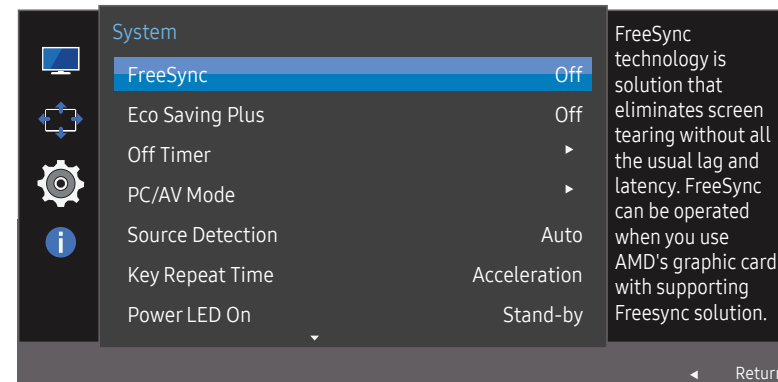 System
FreeSync Off
Eco Saving Plus Off
Off Timer
PC/AV Mode
Source Detection Auto
Key Repeat Time Acceleration
Power LED On Stand-by
FreeSync
technology is
solution that
eliminates screen
tearing without all
the usual lag and
latency. FreeSync
can be operated
when you use
AMD's graphic card
with supporting
Freesync solution.
Return